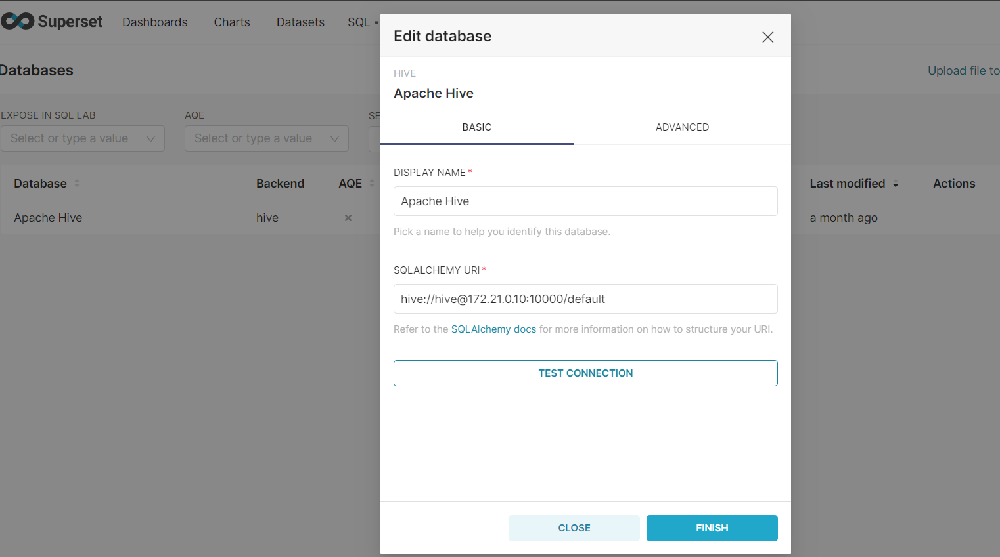 Superset Dashboards Charts Datasets SQL
Databases
Upload file to
EXPOSE IN SQL LAB AQE SE
Select or type a value Select or type a value
Database Backend AQE Last modified Actions
Apache Hive hive a month ago
Edit database
HIVE
Apache Hive
BASIC ADVANCED
DISPLAY NAME *
Apache Hive
Pick a name to help you identify this database.
SQLALCHEMY URI *
hive://hive@172.21.0.10:10000/default
Refer to the SQLAlchemy docs for more information on how to structure your URI.
TEST CONNECTION
CLOSE FINISH